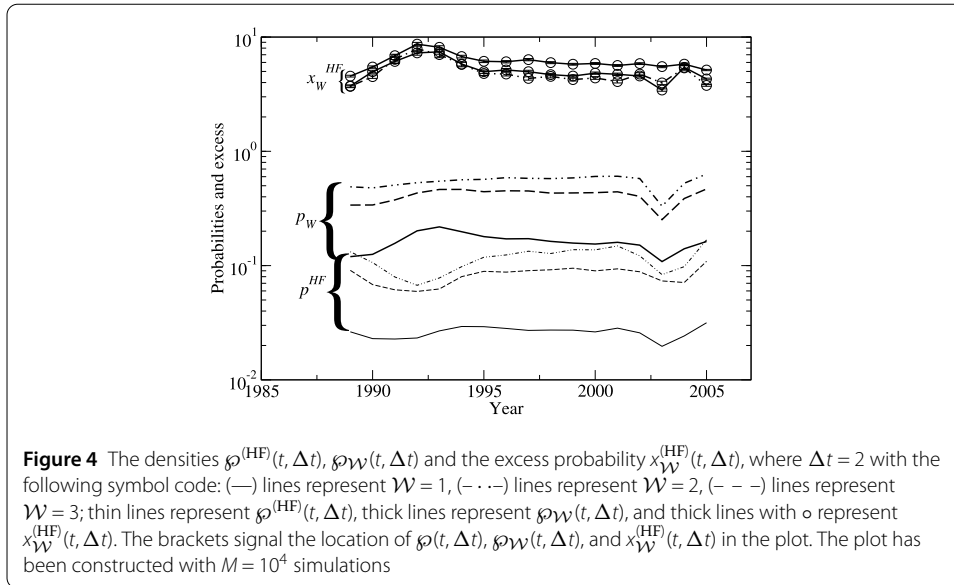 10^1
x_W^{HF}
10^0
p_W
10^{-1}
p^{HF}
10^{-2}
Probabilities and excess
1985 1990 1995 2000 2005
Year
Figure 4 The densities ℘^{(HF)}(t, Δt), ℘_𝒲(t, Δt) and the excess probability x_𝒲^{(HF)}(t, Δt), where Δt = 2 with the
following symbol code: (—) lines represent 𝒲 = 1, (– · ·–) lines represent 𝒲 = 2, (– – –) lines represent
𝒲 = 3; thin lines represent ℘^{(HF)}(t, Δt), thick lines represent ℘_𝒲(t, Δt), and thick lines with ∘ represent
x_𝒲^{(HF)}(t, Δt). The brackets signal the location of ℘(t, Δt), ℘_𝒲(t, Δt), and x_𝒲^{(HF)}(t, Δt) in the plot. The plot has
been constructed with M = 10^4 simulations